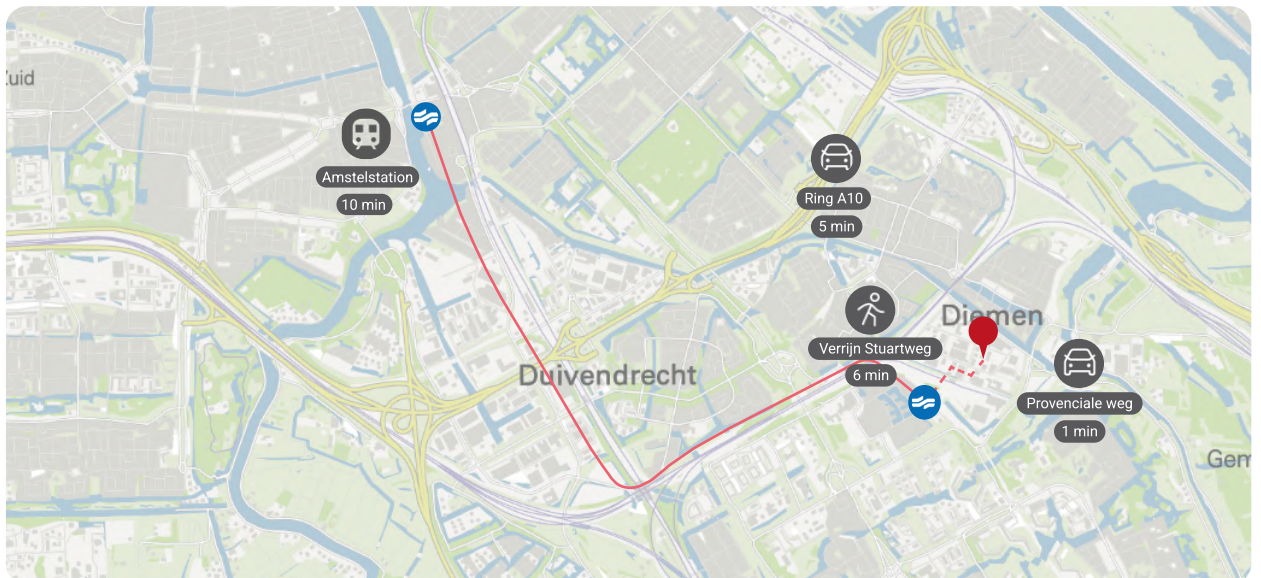 Zuid
Amstelstation
10 min
Ring A10
5 min
Diemen
Verrijn Stuartweg
6 min
Duivendrecht
Provenciale weg
1 min
Gem